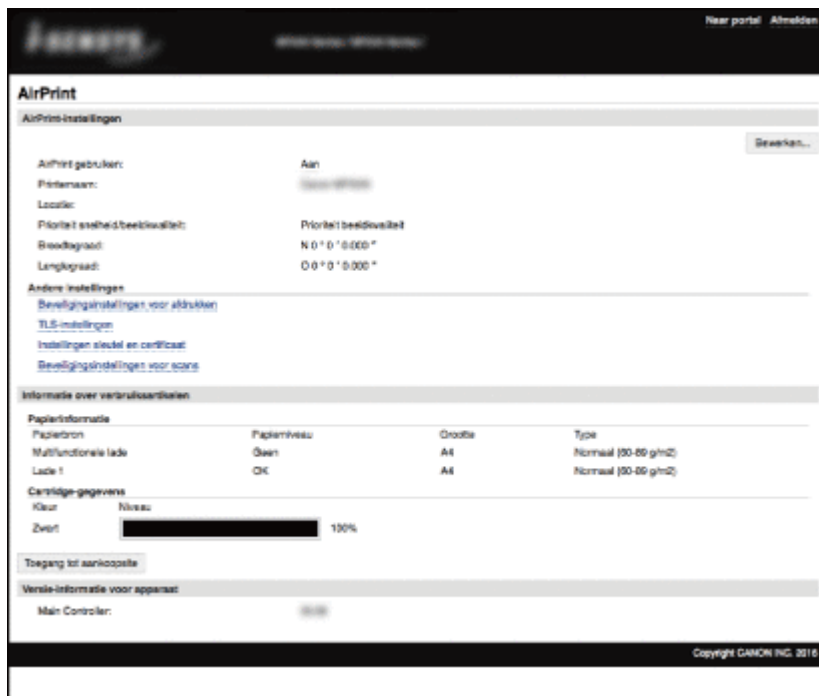 Naar portal Afmelden
AirPrint
AirPrint-instellingen
Bewerken...
AirPrint gebruiken: Aan
Printernaam:
Locatie:
Prioriteit snelheid/beeldkwaliteit: Prioriteit beeldkwaliteit
Breedtegraad: N 0 ° 0 ' 0.000 "
Lengtegraad: O 0 ° 0 ' 0.000 "
Andere instellingen
Beveiligingsinstellingen voor afdrukken
TLS-instellingen
Instellingen sleutel en certificaat
Beveiligingsinstellingen voor scans
Informatie over verbruiksartikelen
Papierinformatie
Papierbron Papierniveau Grootte Type
Multifunctionele lade Geen A4 Normaal (60-89 g/m2)
Lade 1 OK A4 Normaal (60-89 g/m2)
Cartridge-gegevens
Kleur Niveau
Zwart 100%
Toegang tot aankoopsite
Versie-informatie voor apparaat
Main Controller:
Copyright CANON INC. 2016